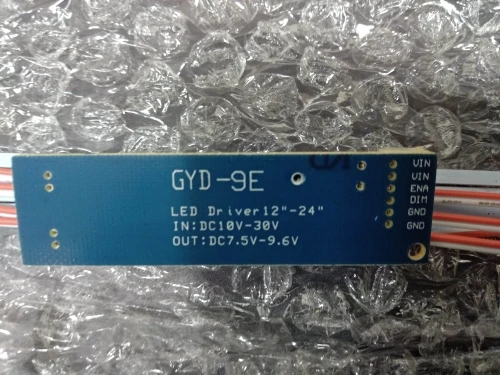 GYD-9E
LED Driver12"-24"
IN:DC10V-30V
OUT:DC7.5V-9.6V
VIN
VIN
ENA
DIM
GND
GND